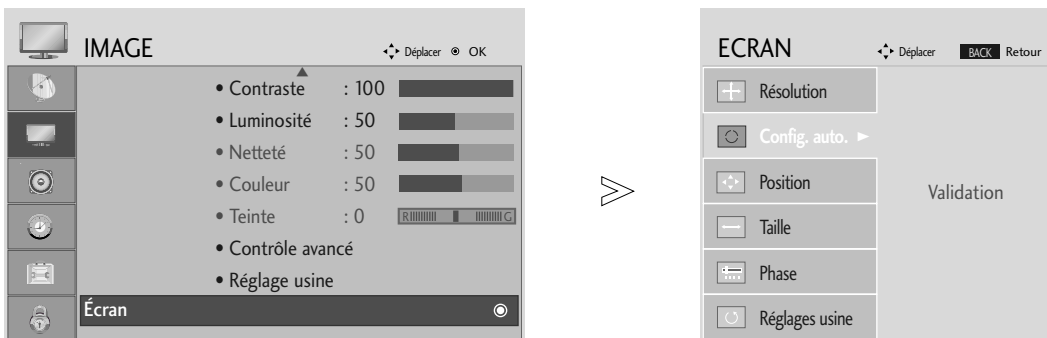 IMAGE
Déplacer OK
• Contraste : 100
• Luminosité : 50
• Netteté : 50
• Couleur : 50
• Teinte : 0 R G
• Contrôle avancé
• Réglage usine
Écran
ECRAN
Déplacer BACK Retour
Résolution
Config. auto.
Position
Taille
Phase
Réglages usine
Validation